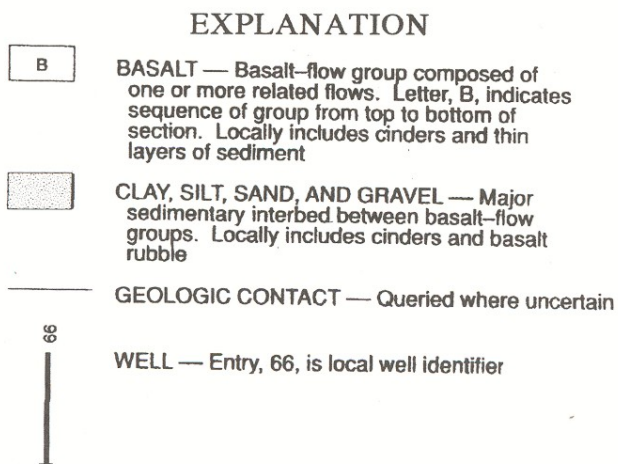 EXPLANATION
B
BASALT — Basalt–flow group composed of
one or more related flows. Letter, B, indicates
sequence of group from top to bottom of
section. Locally includes cinders and thin
layers of sediment
CLAY, SILT, SAND, AND GRAVEL — Major
sedimentary interbed between basalt–flow
groups. Locally includes cinders and basalt
rubble
GEOLOGIC CONTACT — Queried where uncertain
66
WELL — Entry, 66, is local well identifier